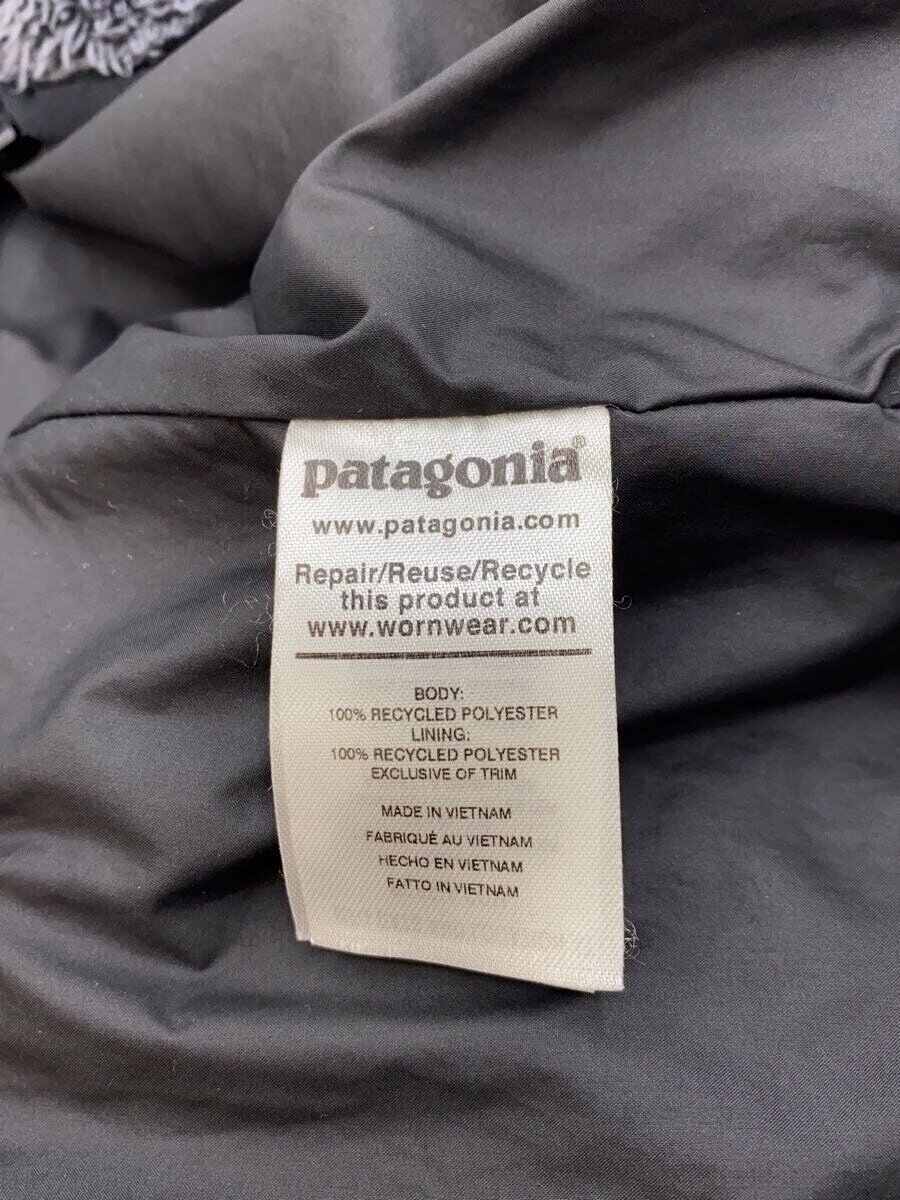 patagonia®
www.patagonia.com
Repair/Reuse/Recycle
this product at
www.wornwear.com
BODY:
100% RECYCLED POLYESTER
LINING:
100% RECYCLED POLYESTER
EXCLUSIVE OF TRIM
MADE IN VIETNAM
FABRIQUÉ AU VIETNAM
HECHO EN VIETNAM
FATTO IN VIETNAM